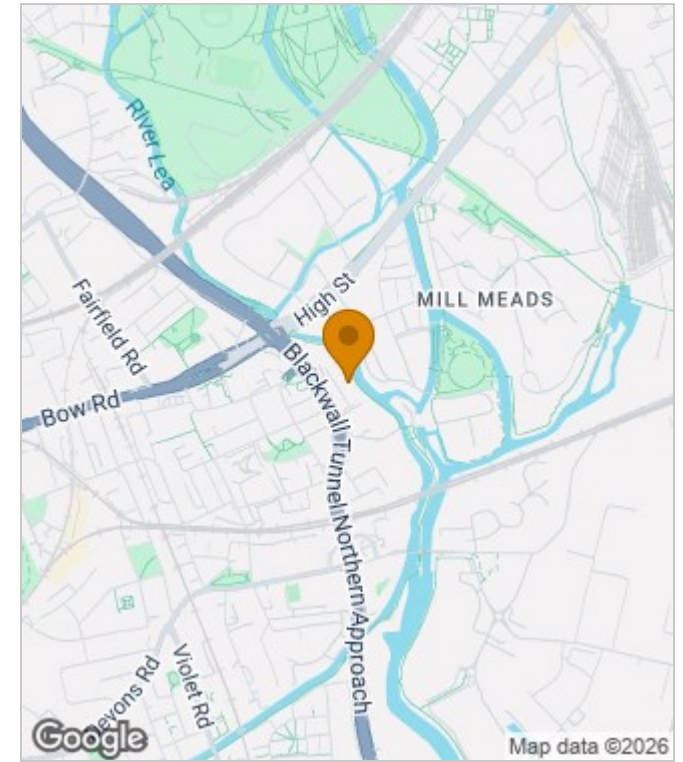 River Lea
High St
MILL MEADS
Fairfield Rd
Bow Rd
Blackwall Tunnel Northern Approach
Devons Rd
Violet Rd
Google
Map data ©2026